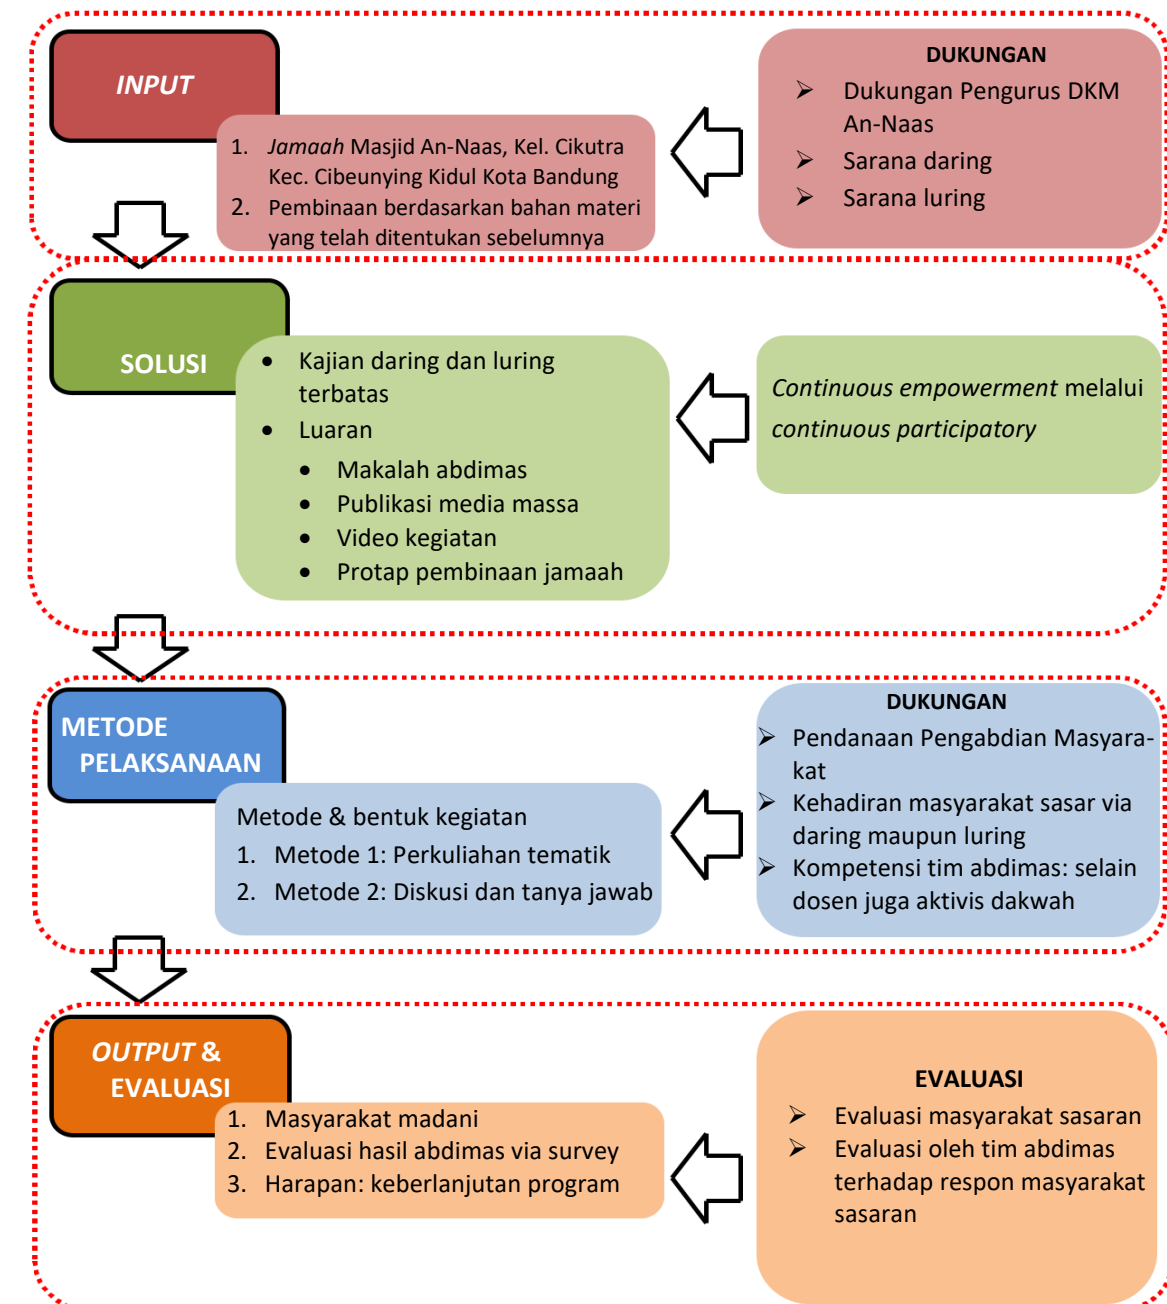 INPUT
1. Jamaah Masjid An-Naas, Kel. Cikutra
Kec. Cibeunying Kidul Kota Bandung
2. Pembinaan berdasarkan bahan materi
yang telah ditentukan sebelumnya
DUKUNGAN
➢ Dukungan Pengurus DKM
An-Naas
➢ Sarana daring
➢ Sarana luring
SOLUSI
• Kajian daring dan luring
terbatas
• Luaran
• Makalah abdimas
• Publikasi media massa
• Video kegiatan
• Protap pembinaan jamaah
Continuous empowerment melalui
continuous participatory
METODE
PELAKSANAAN
Metode & bentuk kegiatan
1. Metode 1: Perkuliahan tematik
2. Metode 2: Diskusi dan tanya jawab
DUKUNGAN
➢ Pendanaan Pengabdian Masyara-
kat
➢ Kehadiran masyarakat sasar via
daring maupun luring
➢ Kompetensi tim abdimas: selain
dosen juga aktivis dakwah
OUTPUT &
EVALUASI
1. Masyarakat madani
2. Evaluasi hasil abdimas via survey
3. Harapan: keberlanjutan program
EVALUASI
➢ Evaluasi masyarakat sasaran
➢ Evaluasi oleh tim abdimas
terhadap respon masyarakat
sasaran